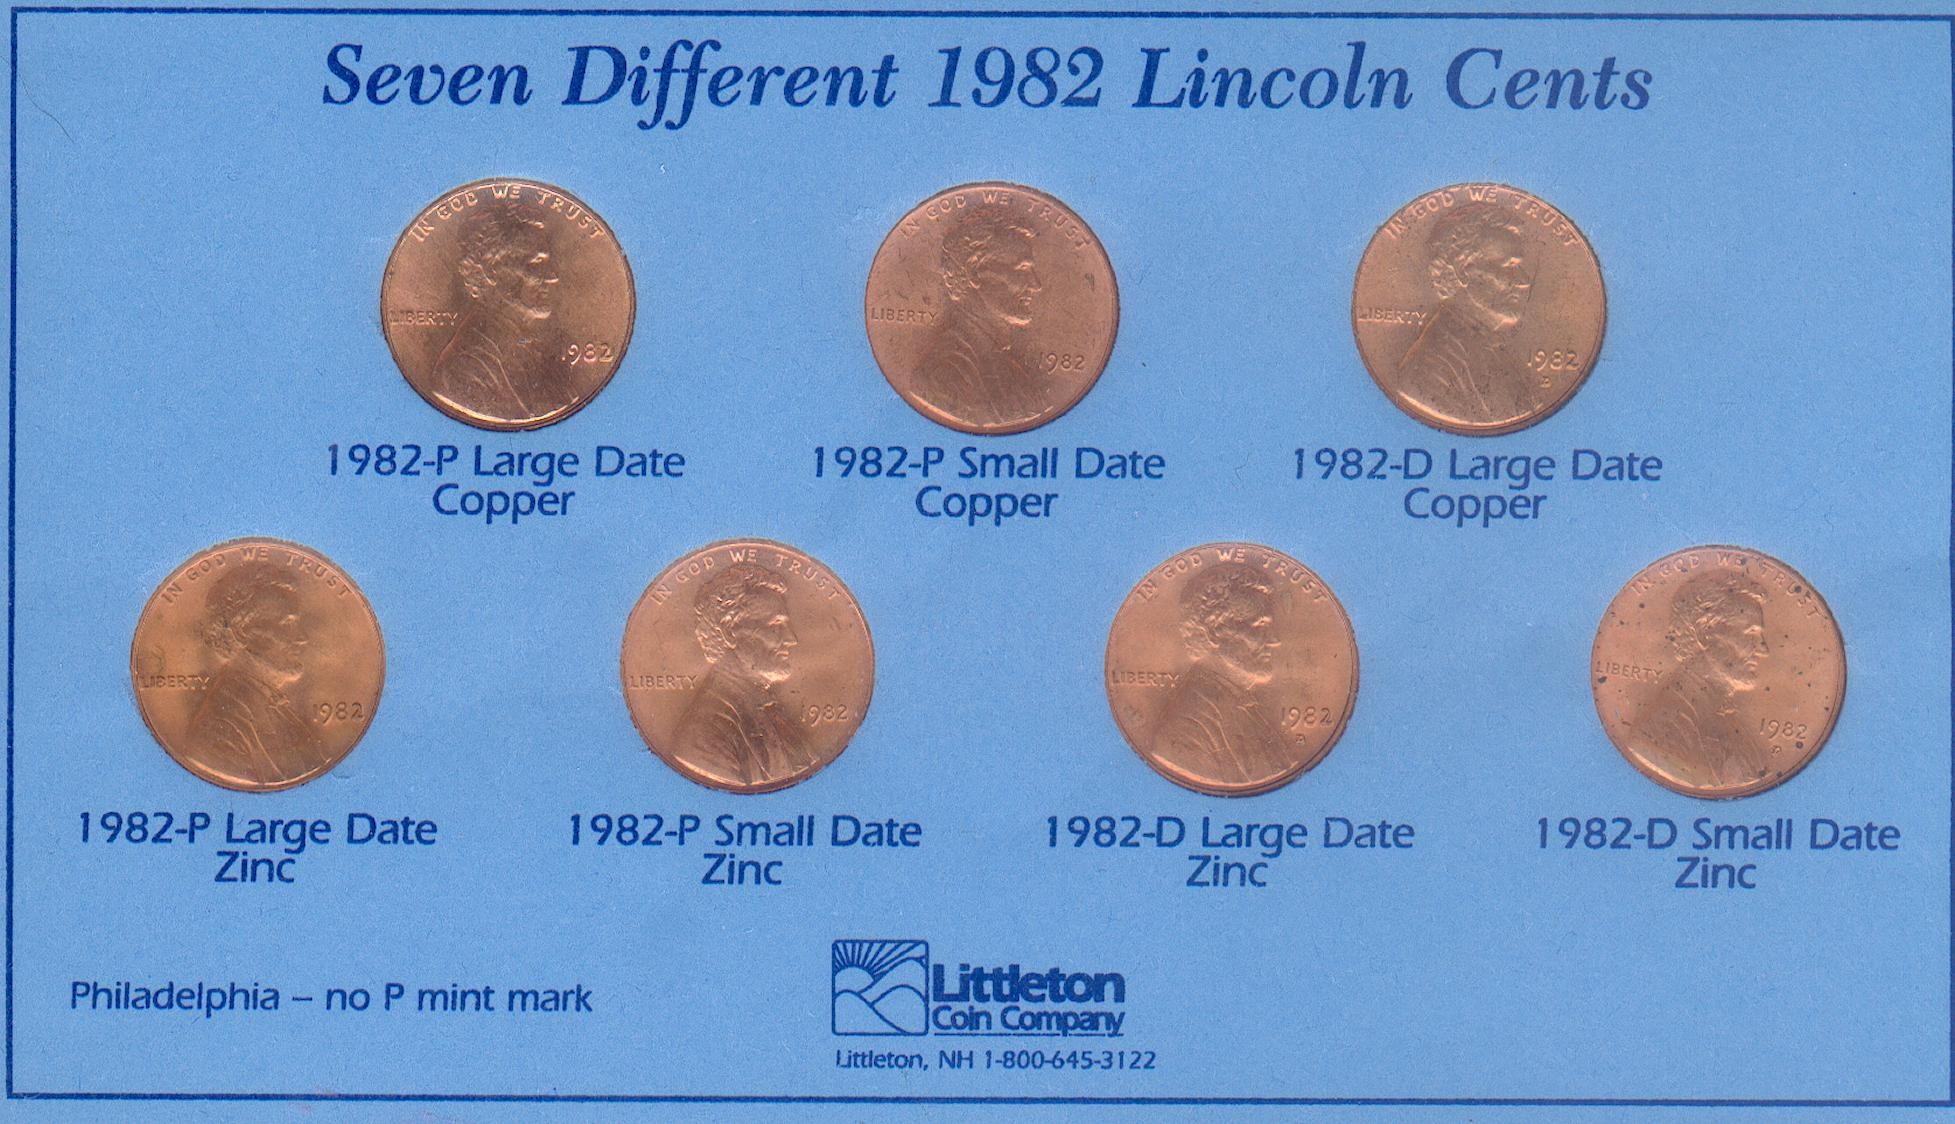 Seven Different 1982 Lincoln Cents
IN GOD WE TRUST
LIBERTY
1982
1982-P Large Date
Copper
IN GOD WE TRUST
LIBERTY
1982
1982-P Small Date
Copper
IN GOD WE TRUST
LIBERTY
1982
D
1982-D Large Date
Copper
IN GOD WE TRUST
LIBERTY
1982
1982-P Large Date
Zinc
IN GOD WE TRUST
LIBERTY
1982
1982-P Small Date
Zinc
IN GOD WE TRUST
LIBERTY
1982
D
1982-D Large Date
Zinc
IN GOD WE TRUST
LIBERTY
1982
D
1982-D Small Date
Zinc
Philadelphia – no P mint mark
Littleton
Coin Company
Littleton, NH 1-800-645-3122